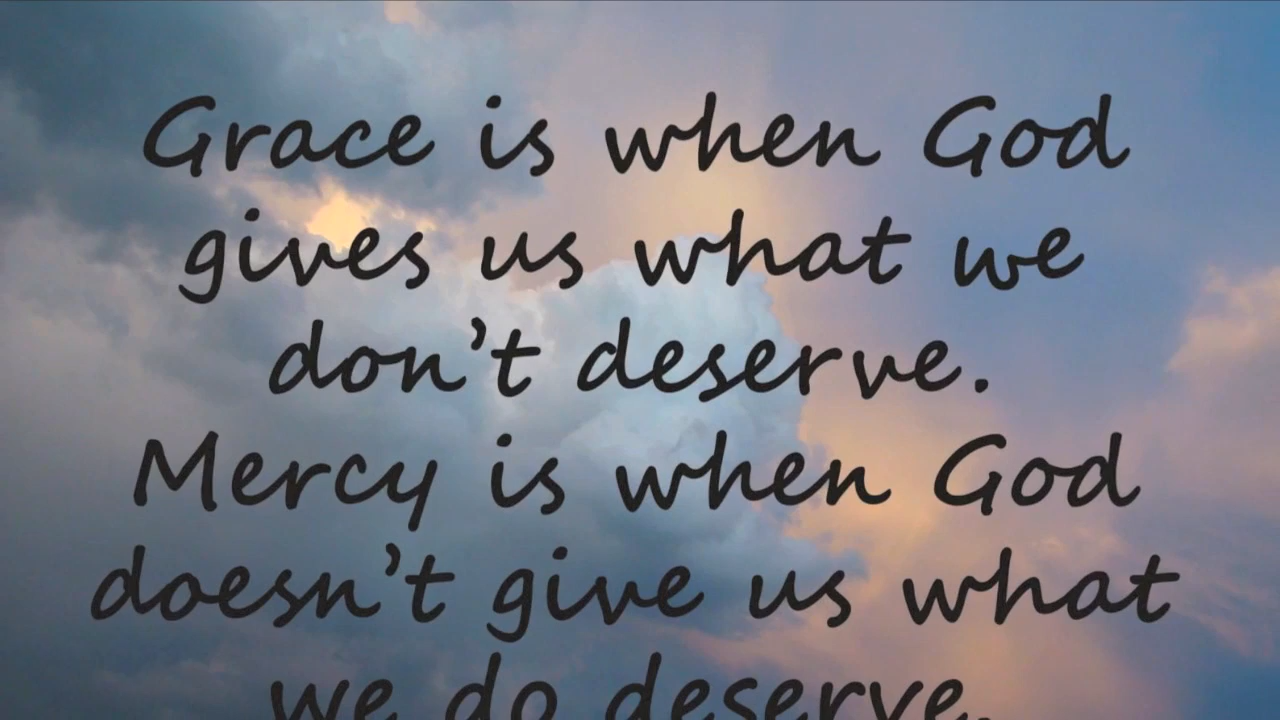 Grace is when God
gives us what we
don't deserve.
Mercy is when God
doesn't give us what
we do deserve.